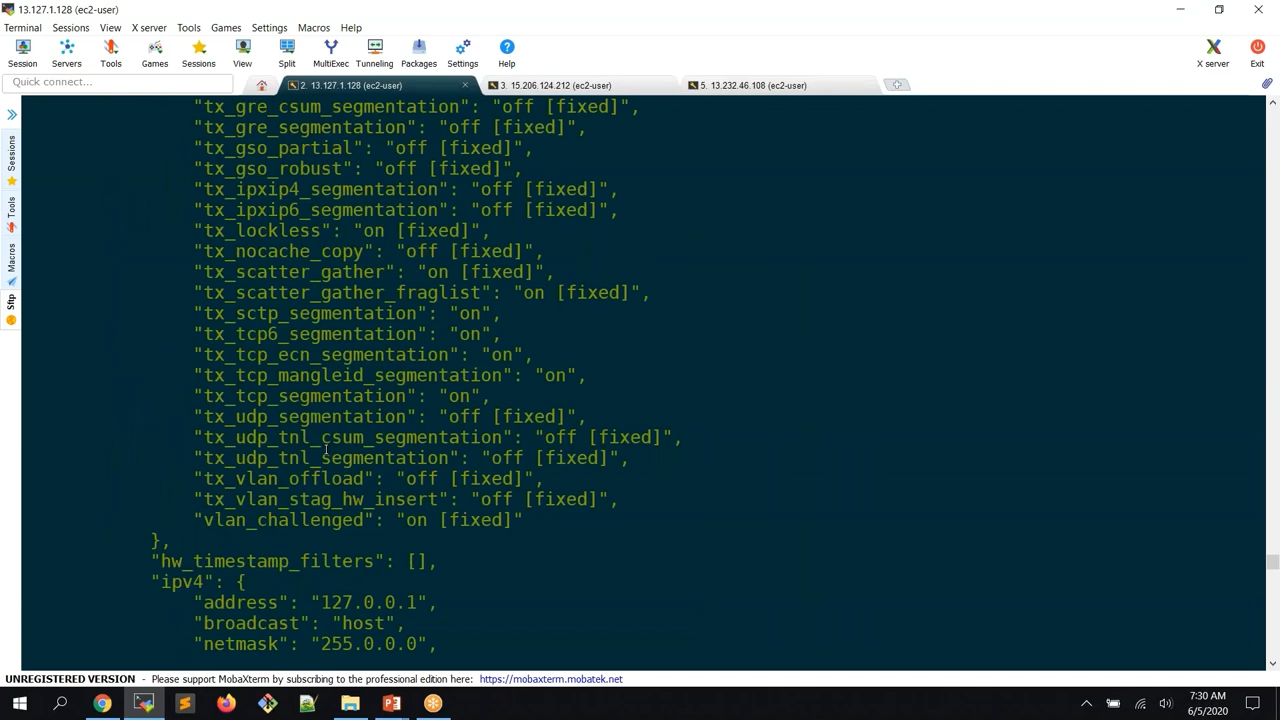 13.127.1.128 (ec2-user)
Terminal Sessions View X server Tools Games Settings Macros Help
Session Servers Tools Games Sessions View Split MultiExec Tunneling Packages Settings Help X server Exit
Quick connect...
2. 13.127.1.128 (ec2-user)
3. 15.206.124.212 (ec2-user)
5. 13.232.46.108 (ec2-user)
Sessions
Tools
Macros
Sftp
"tx_gre_csum_segmentation": "off [fixed]",
"tx_gre_segmentation": "off [fixed]",
"tx_gso_partial": "off [fixed]",
"tx_gso_robust": "off [fixed]",
"tx_ipxip4_segmentation": "off [fixed]",
"tx_ipxip6_segmentation": "off [fixed]",
"tx_lockless": "on [fixed]",
"tx_nocache_copy": "off [fixed]",
"tx_scatter_gather": "on [fixed]",
"tx_scatter_gather_fraglist": "on [fixed]",
"tx_sctp_segmentation": "on",
"tx_tcp6_segmentation": "on",
"tx_tcp_ecn_segmentation": "on",
"tx_tcp_mangleid_segmentation": "on",
"tx_tcp_segmentation": "on",
"tx_udp_segmentation": "off [fixed]",
"tx_udp_tnl_csum_segmentation": "off [fixed]",
"tx_udp_tnl_segmentation": "off [fixed]",
"tx_vlan_offload": "off [fixed]",
"tx_vlan_stag_hw_insert": "off [fixed]",
"vlan_challenged": "on [fixed]"
},
"hw_timestamp_filters": [],
"ipv4": {
"address": "127.0.0.1",
"broadcast": "host",
"netmask": "255.0.0.0",
UNREGISTERED VERSION - Please support MobaXterm by subscribing to the professional edition here: https://mobaxterm.mobatek.net
7:30 AM
6/5/2020